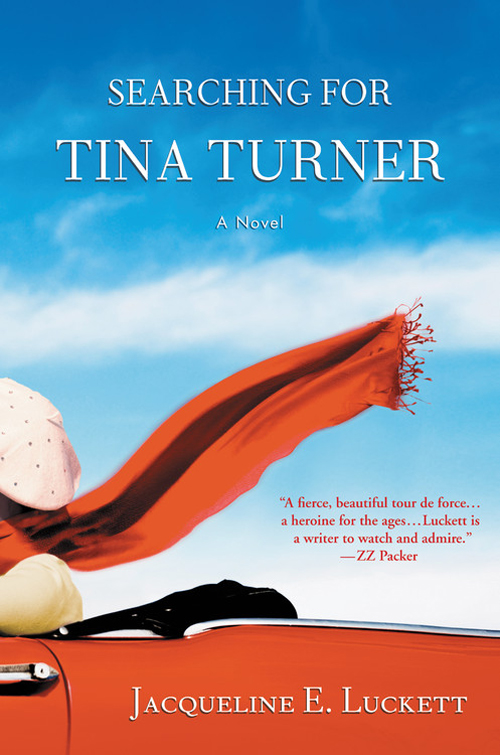 SEARCHING FOR
TINA TURNER
A Novel
“A fierce, beautiful tour de force…
a heroine for the ages…Luckett is
a writer to watch and admire.”
—ZZ Packer
JACQUELINE E. LUCKETT